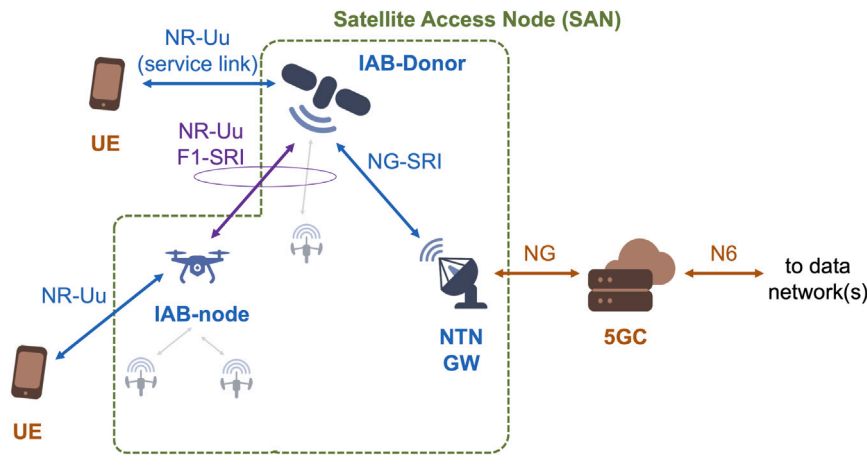 Satellite Access Node (SAN)
NR-Uu
(service link)
IAB-Donor
UE
NR-Uu
F1-SRI
NG-SRI
NR-Uu
IAB-node
NG
N6
to data
network(s)
NTN
GW
5GC
UE